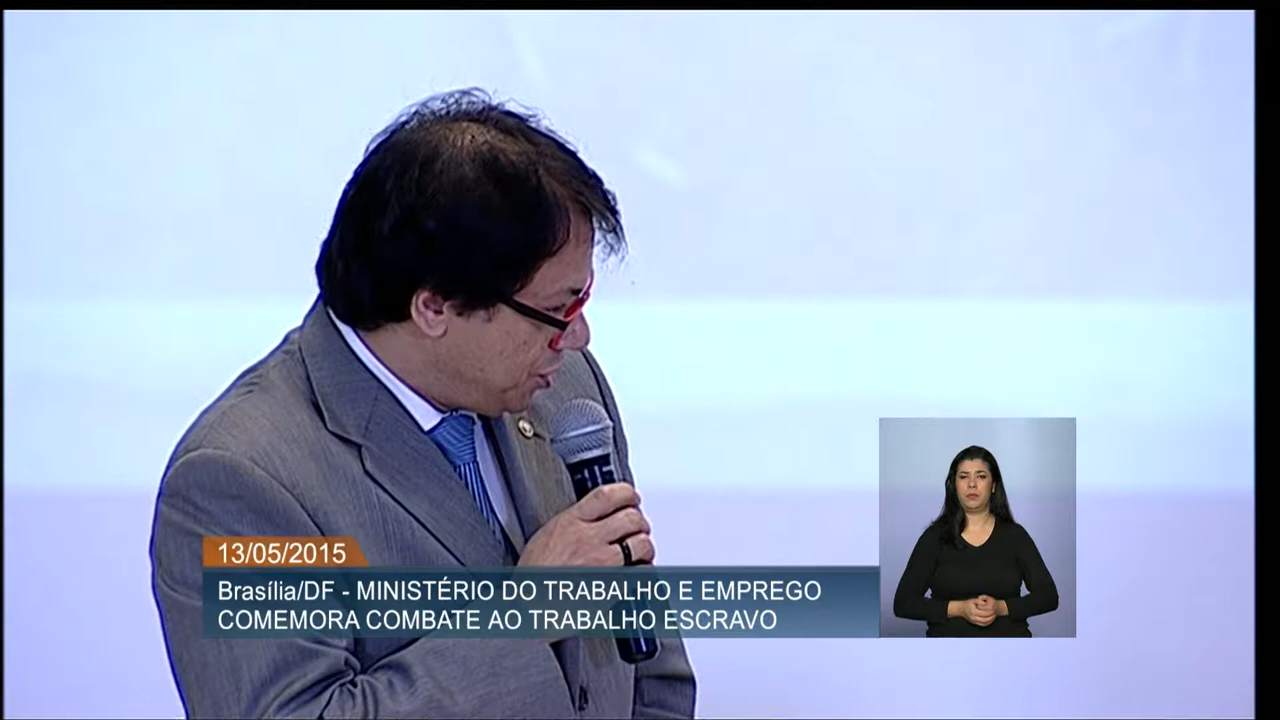 13/05/2015
Brasília/DF - MINISTÉRIO DO TRABALHO E EMPREGO
COMEMORA COMBATE AO TRABALHO ESCRAVO